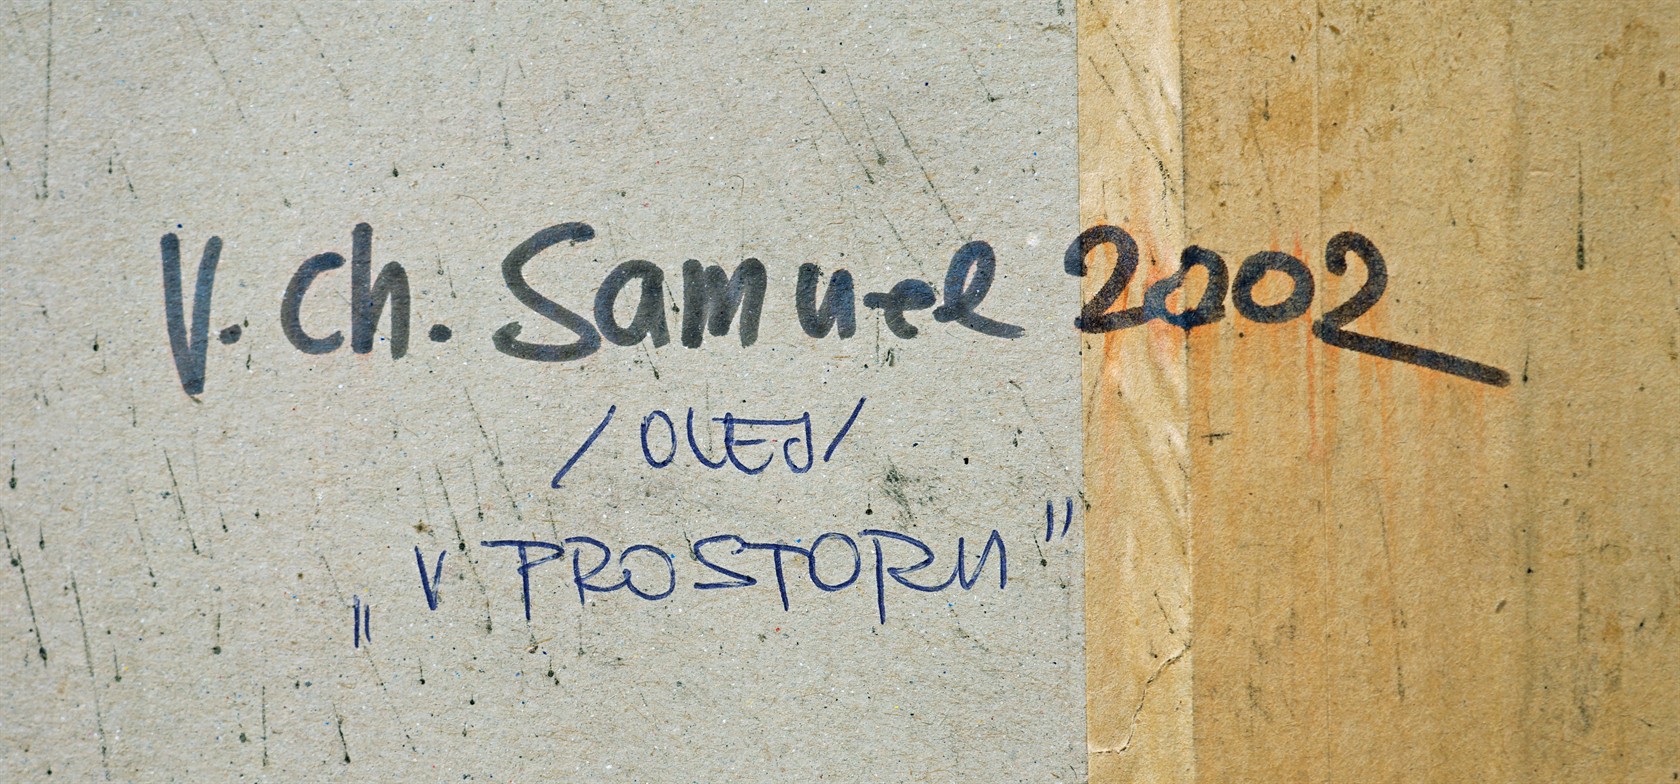 V. Ch. Samuel 2002
/OLEJ/
„V PROSTORU"